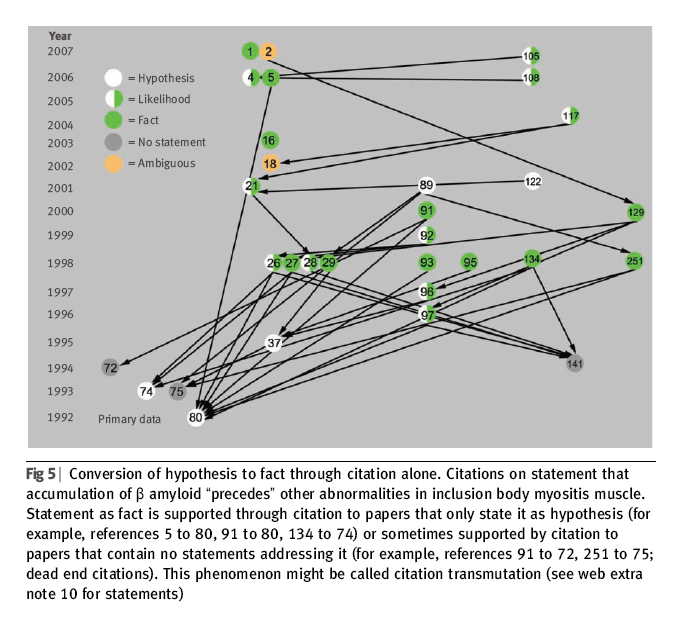 Year
2007 1 2 105
2006 4 5 108
= Hypothesis
2005
= Likelihood
117
2004
= Fact
2003 16
= No statement
2002 18
= Ambiguous
2001 21 89 122
2000 91 129
1999 92
1998 26 27 28 29 93 95 134 251
1997 96
1996 97
1995 37
1994 72 141
1993 74 75
1992 Primary data 80
Fig 5 | Conversion of hypothesis to fact through citation alone. Citations on statement that
accumulation of β amyloid “precedes” other abnormalities in inclusion body myositis muscle.
Statement as fact is supported through citation to papers that only state it as hypothesis (for
example, references 5 to 80, 91 to 80, 134 to 74) or sometimes supported by citation to
papers that contain no statements addressing it (for example, references 91 to 72, 251 to 75;
dead end citations). This phenomenon might be called citation transmutation (see web extra
note 10 for statements)